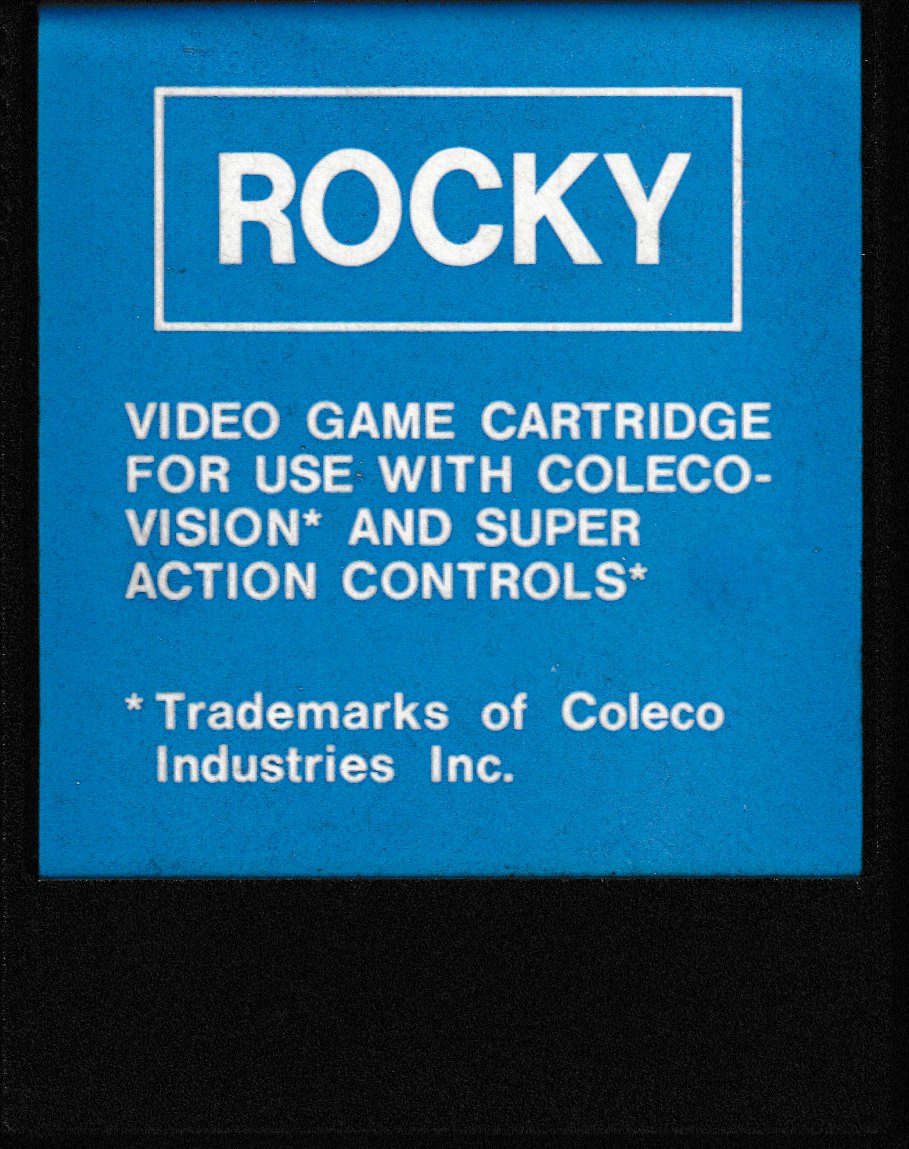 ROCKY
VIDEO GAME CARTRIDGE
FOR USE WITH COLECO-
VISION* AND SUPER
ACTION CONTROLS*
* Trademarks of Coleco
Industries Inc.